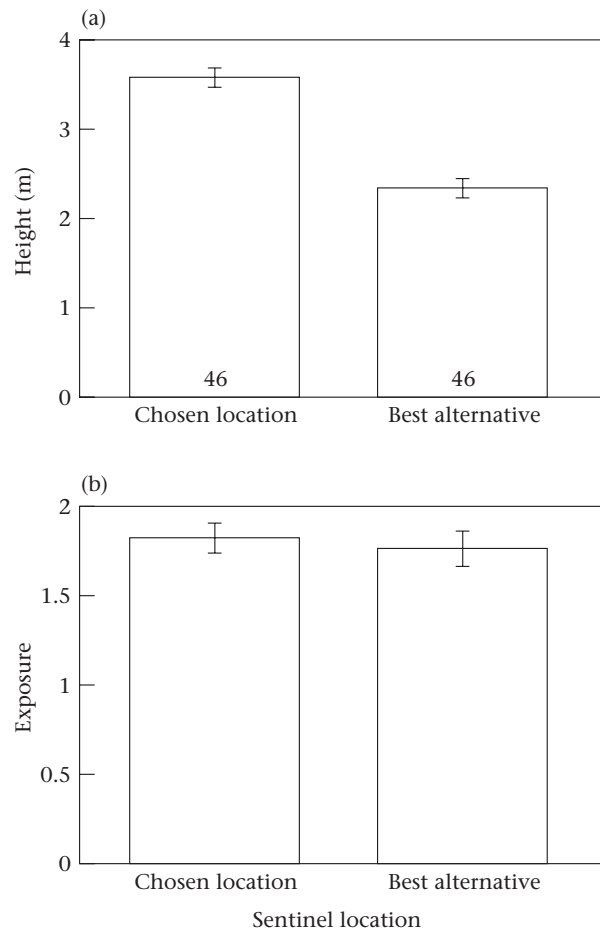 (a)
4
3
2
1
0
Height (m)
46 46
Chosen location Best alternative
(b)
2
1.5
1
0.5
0
Exposure
Chosen location Best alternative
Sentinel location